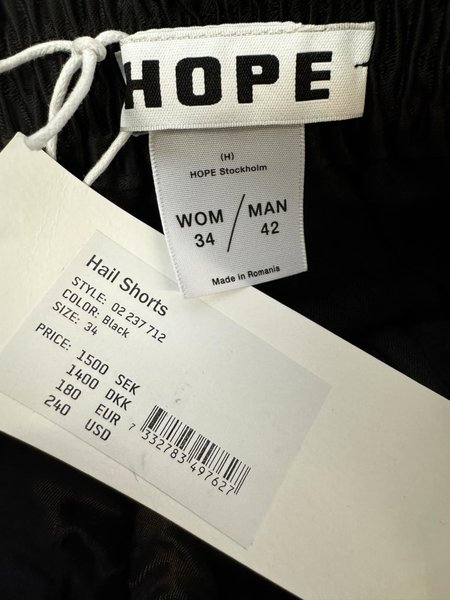 HOPE
(H)
HOPE Stockholm
WOM / MAN
34 42
Made in Romania
Hail Shorts
STYLE: 02 237 712
COLOR: Black
SIZE: 34
PRICE: 1500 SEK
1400 DKK
180 EUR
240 USD
7 332783 497627